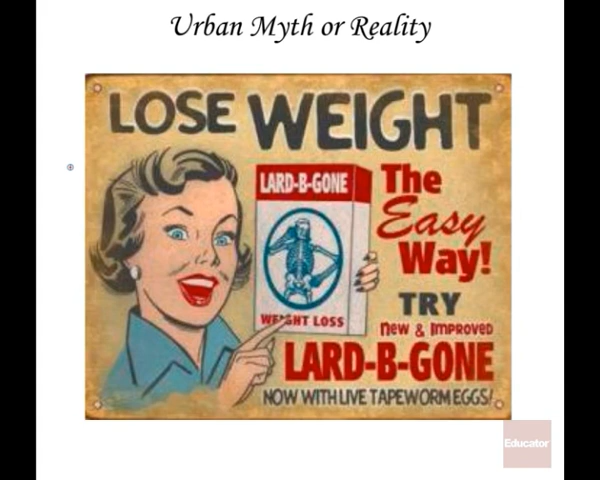 Urban Myth or Reality
LOSE WEIGHT
LARD-B-GONE
WEIGHT LOSS
The
Easy
Way!
TRY
New & Improved
LARD-B-GONE
NOW WITH LIVE TAPEWORM EGGS!
Educator